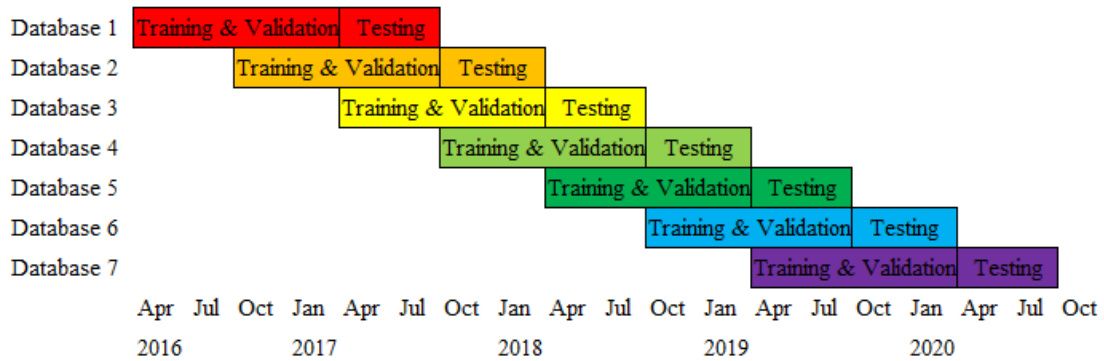 Database 1 Training & Validation Testing
Database 2 Training & Validation Testing
Database 3 Training & Validation Testing
Database 4 Training & Validation Testing
Database 5 Training & Validation Testing
Database 6 Training & Validation Testing
Database 7 Training & Validation Testing
Apr Jul Oct Jan Apr Jul Oct Jan Apr Jul Oct Jan Apr Jul Oct Jan Apr Jul Oct
2016 2017 2018 2019 2020